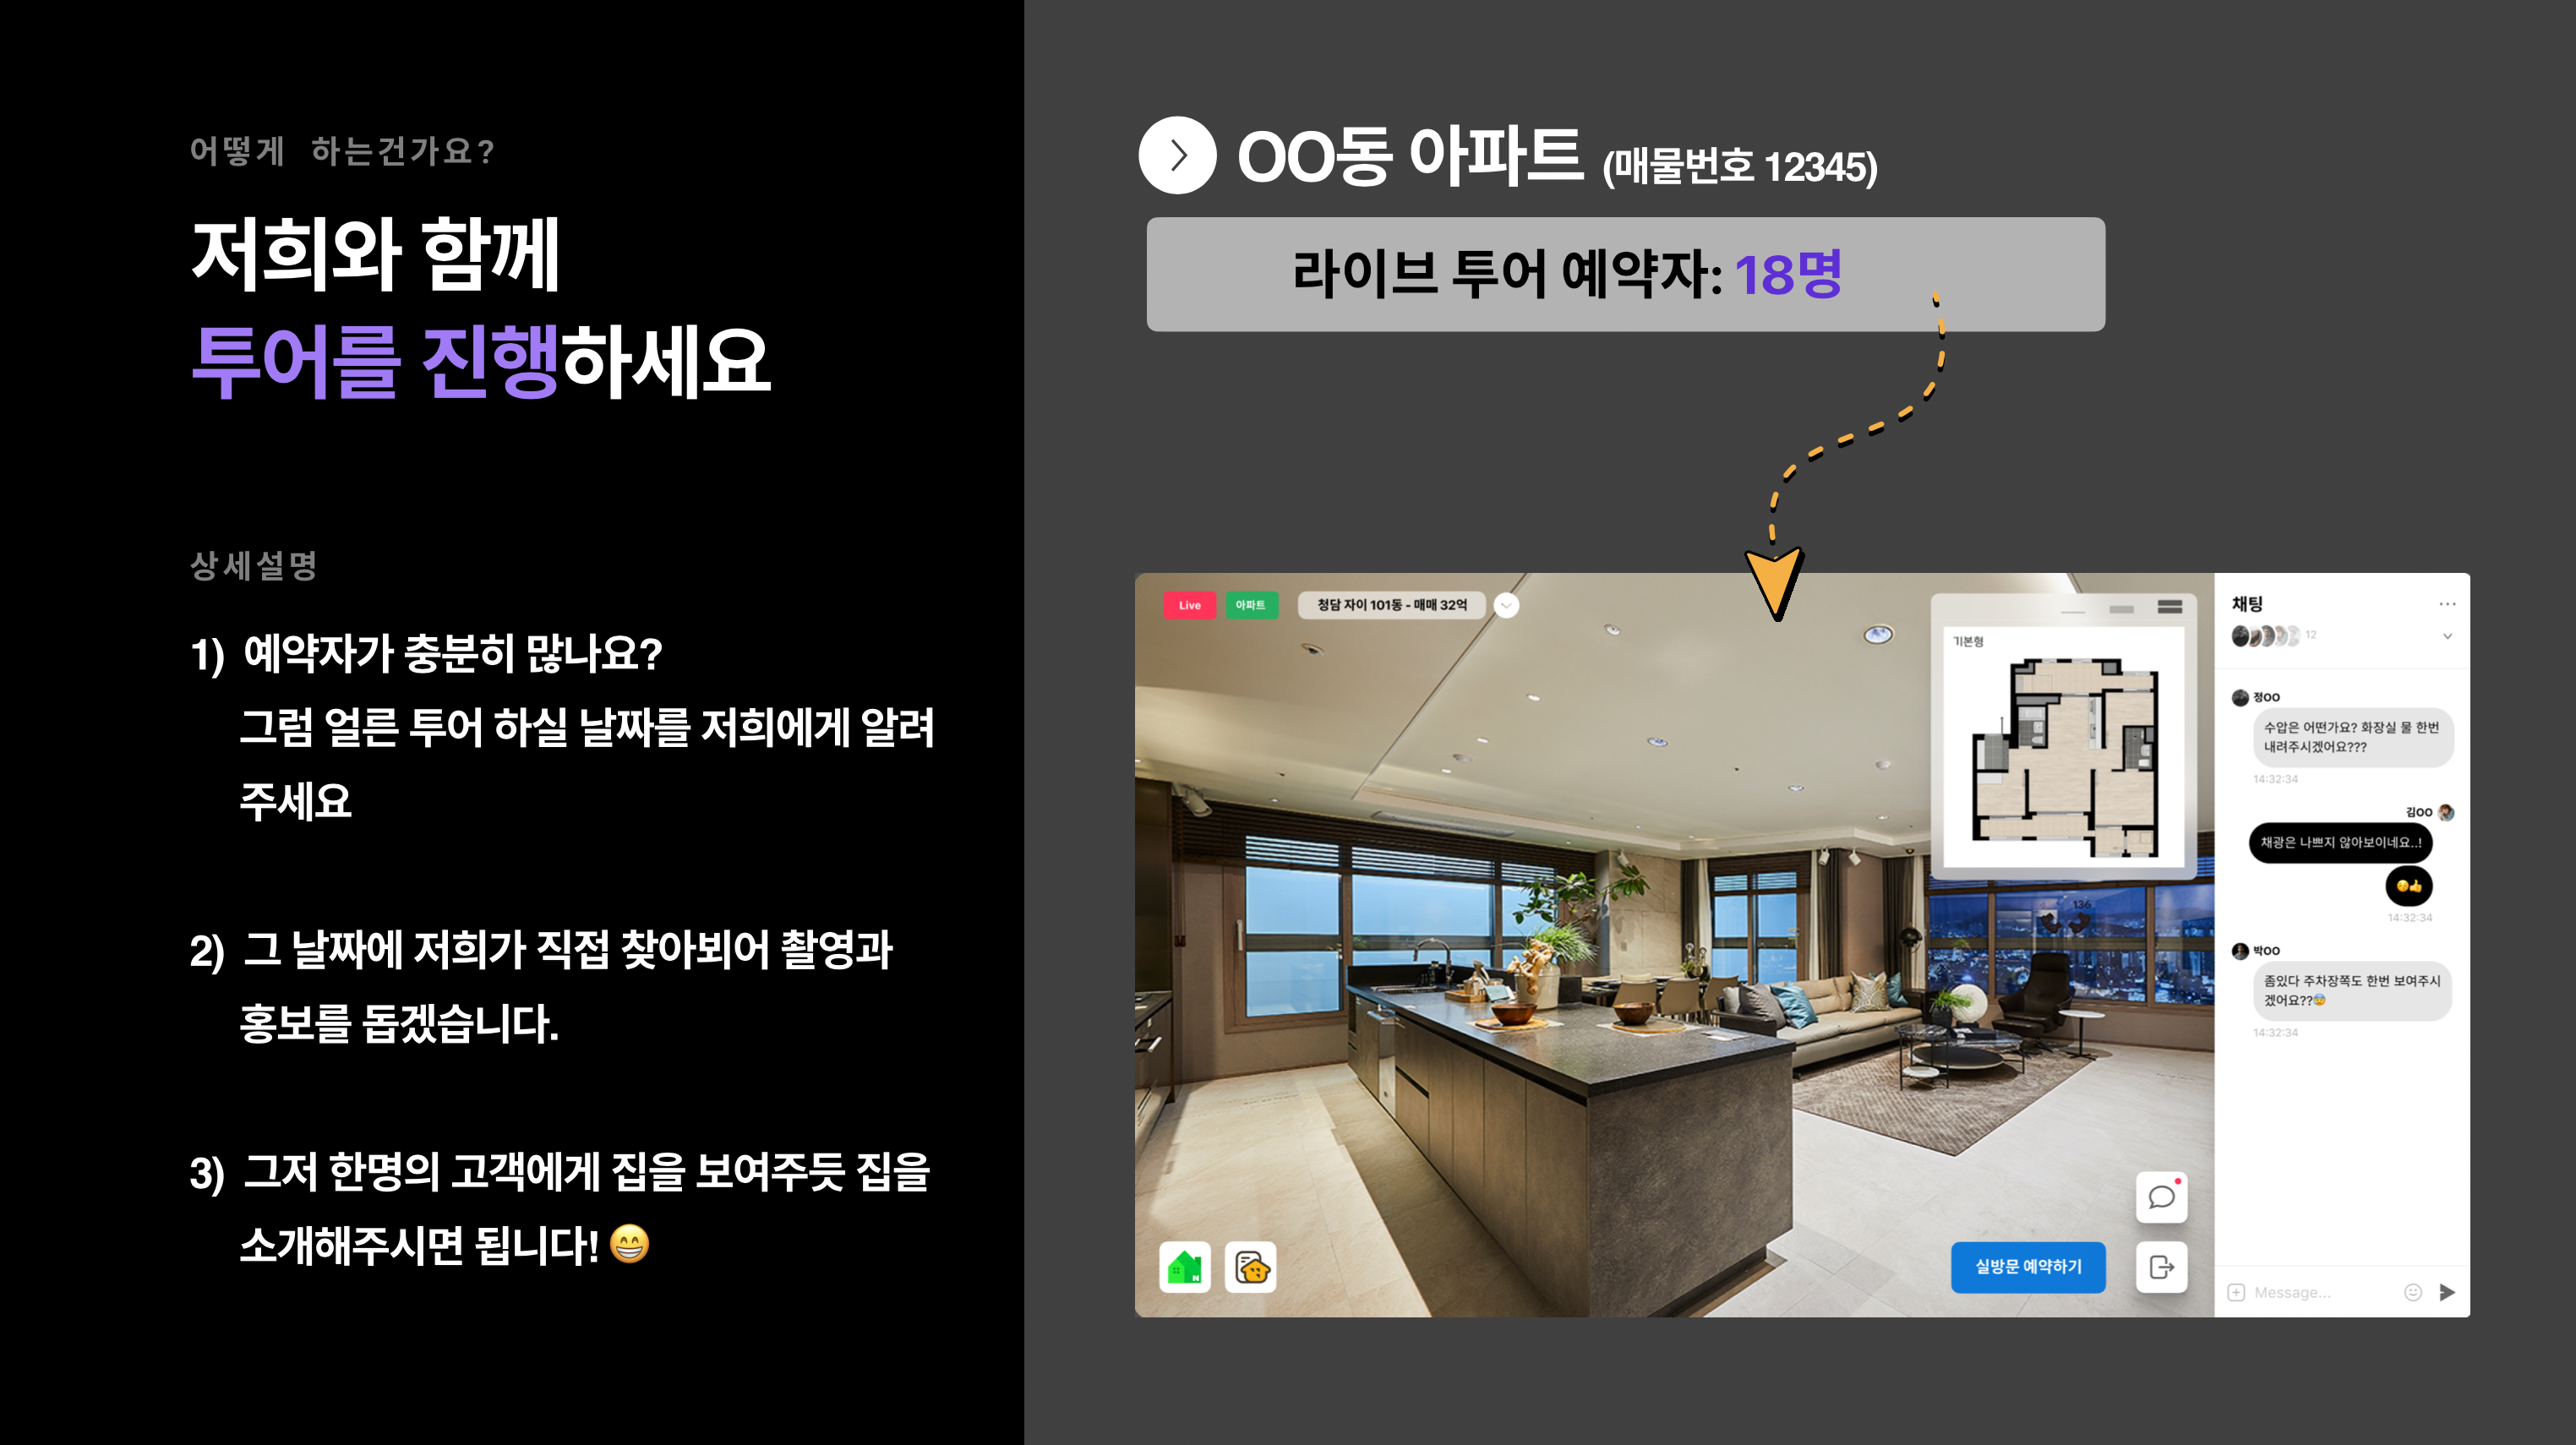 어떻게 하는건가요?
저희와 함께
투어를 진행하세요
상세설명
1) 예약자가 충분히 많나요?
그럼 얼른 투어 하실 날짜를 저희에게 알려
주세요
2) 그 날짜에 저희가 직접 찾아뵈어 촬영과
홍보를 돕겠습니다.
3) 그저 한명의 고객에게 집을 보여주듯 집을
소개해주시면 됩니다! 😁
OO동 아파트 (매물번호 12345)
라이브 투어 예약자: 18명
Live
아파트
청담 자이 101동 - 매매 32억
기본형
136
N
실방문 예약하기
채팅
12
정OO
수압은 어떤가요? 화장실 물 한번
내려주시겠어요???
14:32:34
김OO
채광은 나쁘지 않아보이네요..!
14:32:34
박OO
좀있다 주차장쪽도 한번 보여주시
겠어요??😨
14:32:34
Message...